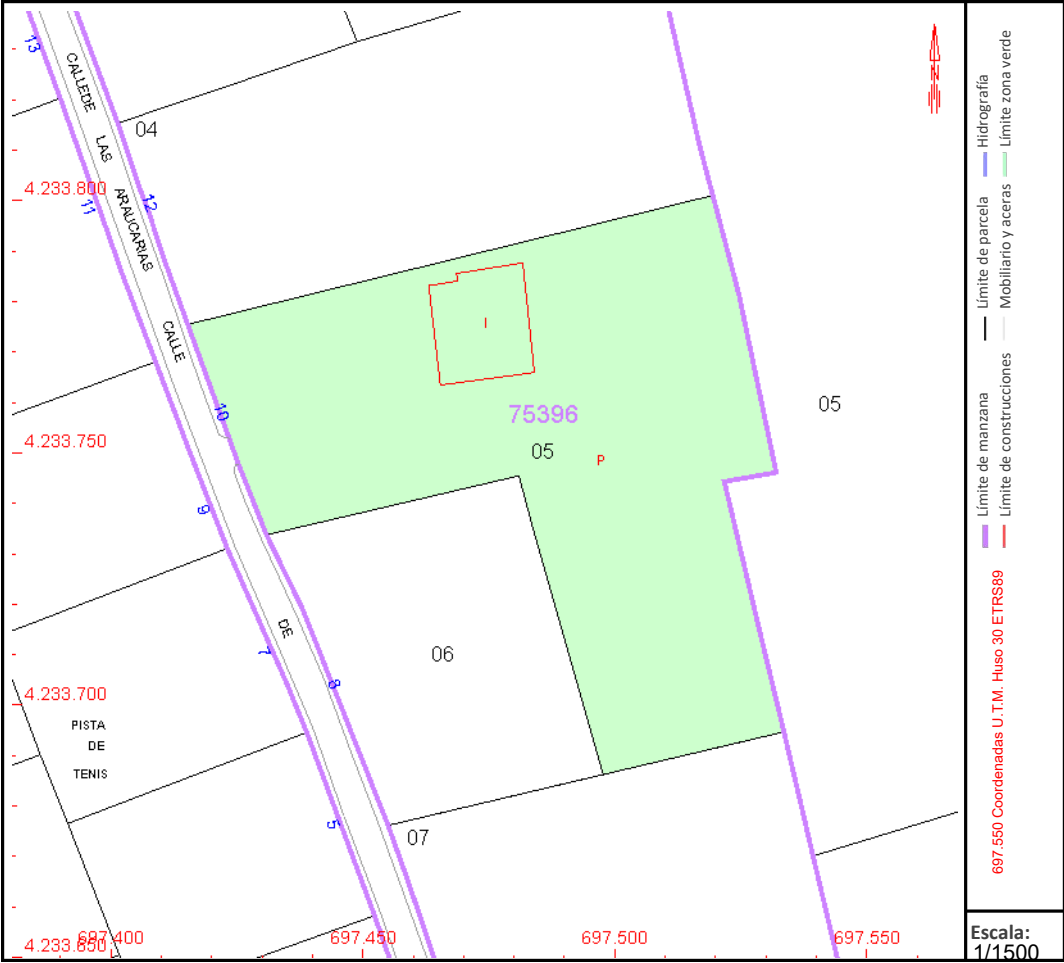 13
CALLEDE
LAS
ARAUCARIAS
CALLE
DE
04
12
11
4.233.800
10
I
75396
05
P
05
4.233.750
9
06
7
8
4.233.700
PISTA
DE
TENIS
5
07
4.233.650
697.400
697.450
697.500
697.550
N
Límite de manzana
Límite de parcela
Hidrografía
Límite de construcciones
Mobiliario y aceras
Límite zona verde
697.550 Coordenadas U.T.M. Huso 30 ETRS89
Escala:
1/1500